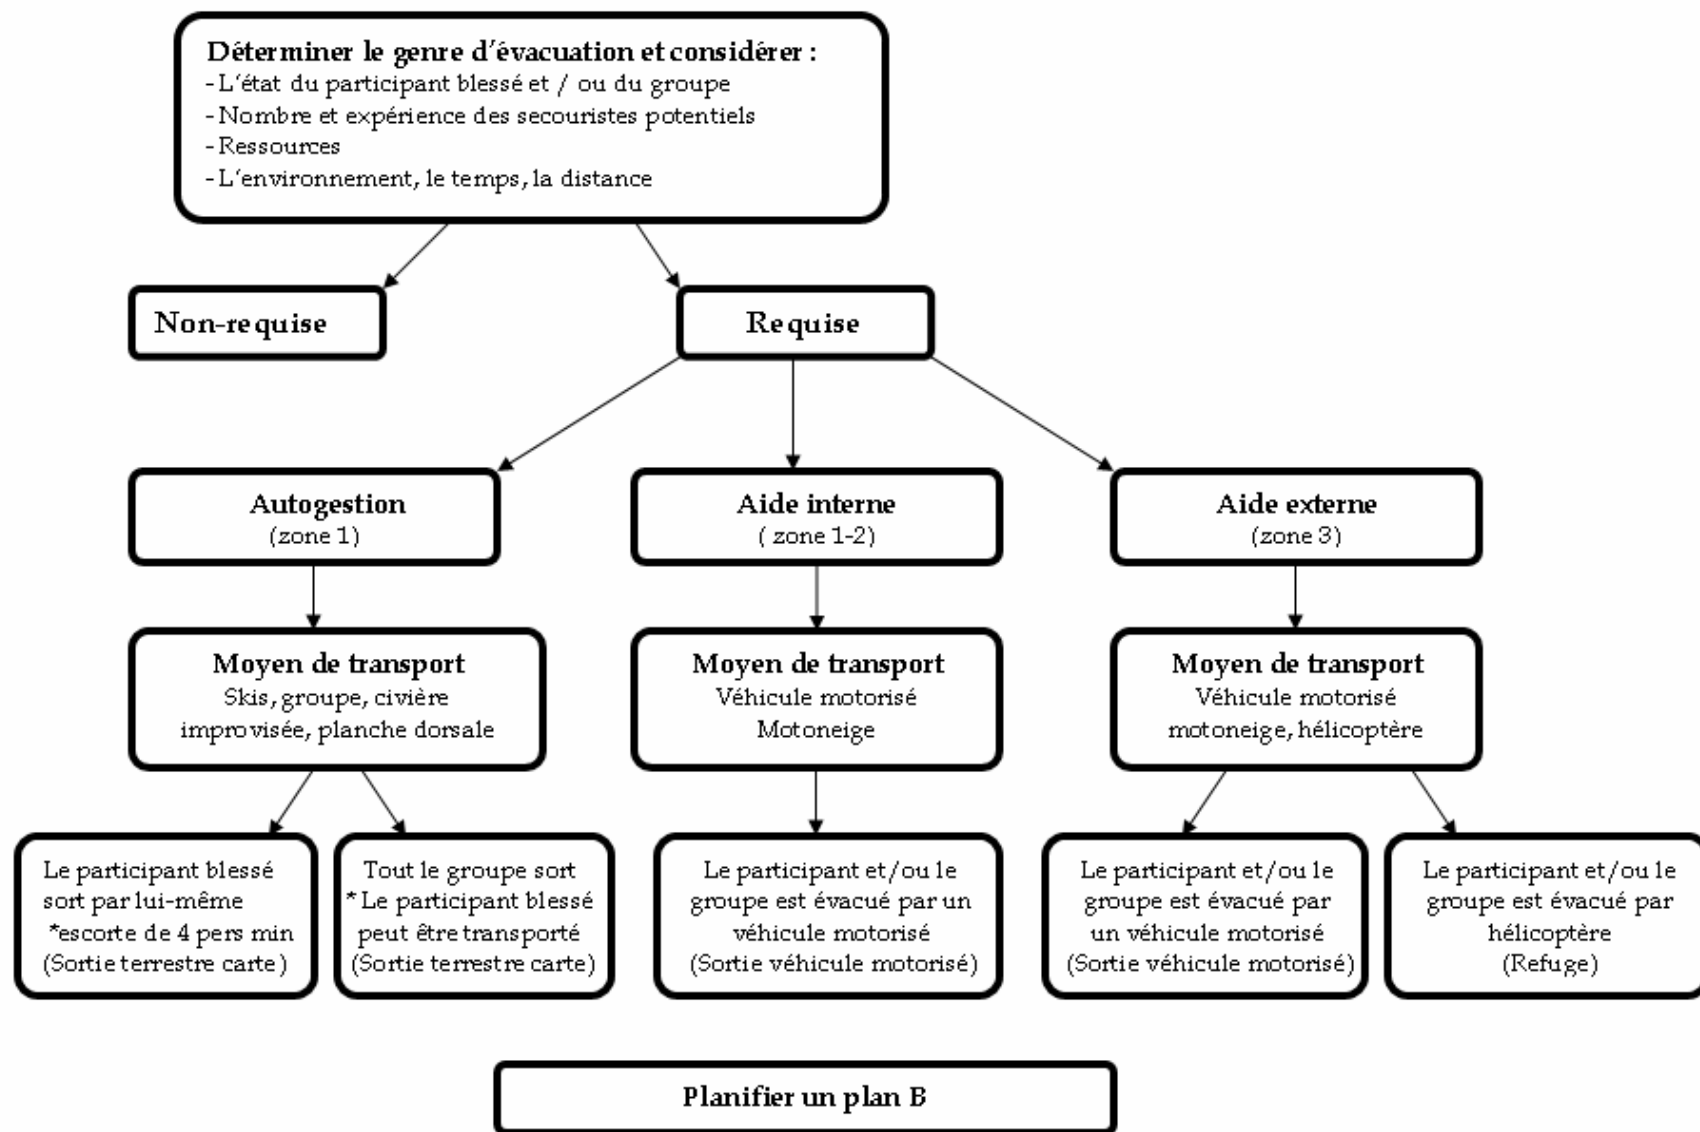 Déterminer le genre d'évacuation et considérer :
- L'état du participant blessé et / ou du groupe
- Nombre et expérience des secouristes potentiels
- Ressources
- L'environnement, le temps, la distance
Non-requise
Requise
Autogestion
(zone 1)
Aide interne
( zone 1-2)
Aide externe
(zone 3)
Moyen de transport
Skis, groupe, civière
improvisée, planche dorsale
Moyen de transport
Véhicule motorisé
Motoneige
Moyen de transport
Véhicule motorisé
motoneige, hélicoptère
Le participant blessé
sort par lui-même
*escorte de 4 pers min
(Sortie terrestre carte)
Tout le groupe sort
* Le participant blessé
peut être transporté
(Sortie terrestre carte)
Le participant et/ou le
groupe est évacué par un
véhicule motorisé
(Sortie véhicule motorisé)
Le participant et/ou le
groupe est évacué par
un véhicule motorisé
(Sortie véhicule motorisé)
Le participant et/ou le
groupe est évacué par
hélicoptère
(Refuge)
Planifier un plan B